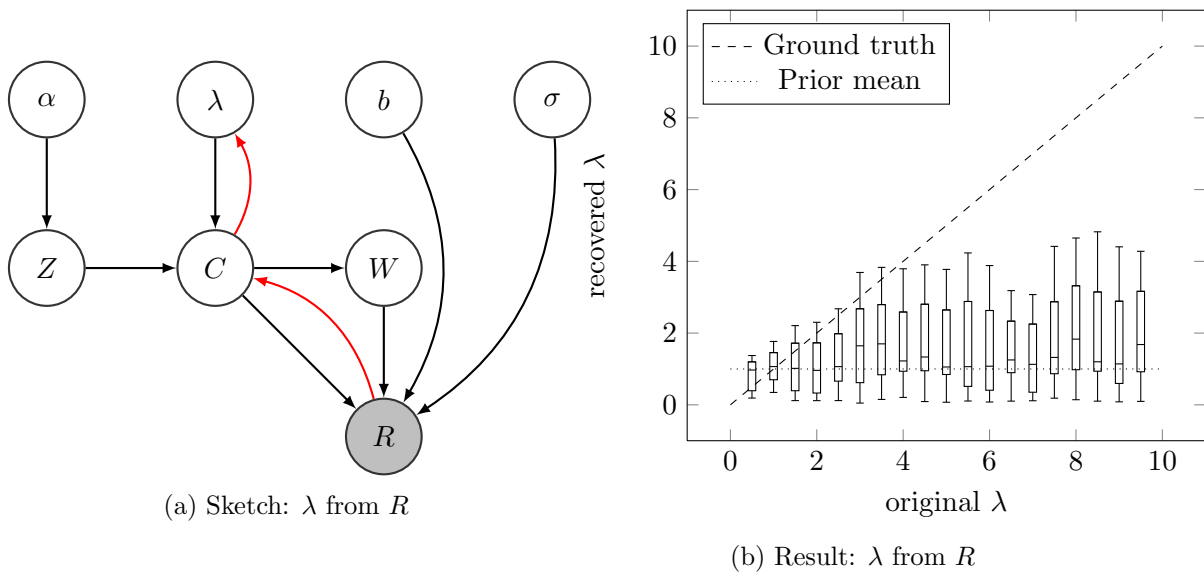 α λ b σ
Z C W
R
(a) Sketch: λ from R
Ground truth
Prior mean
10
8
6
4
2
0
recovered λ
0 2 4 6 8 10
original λ
(b) Result: λ from R